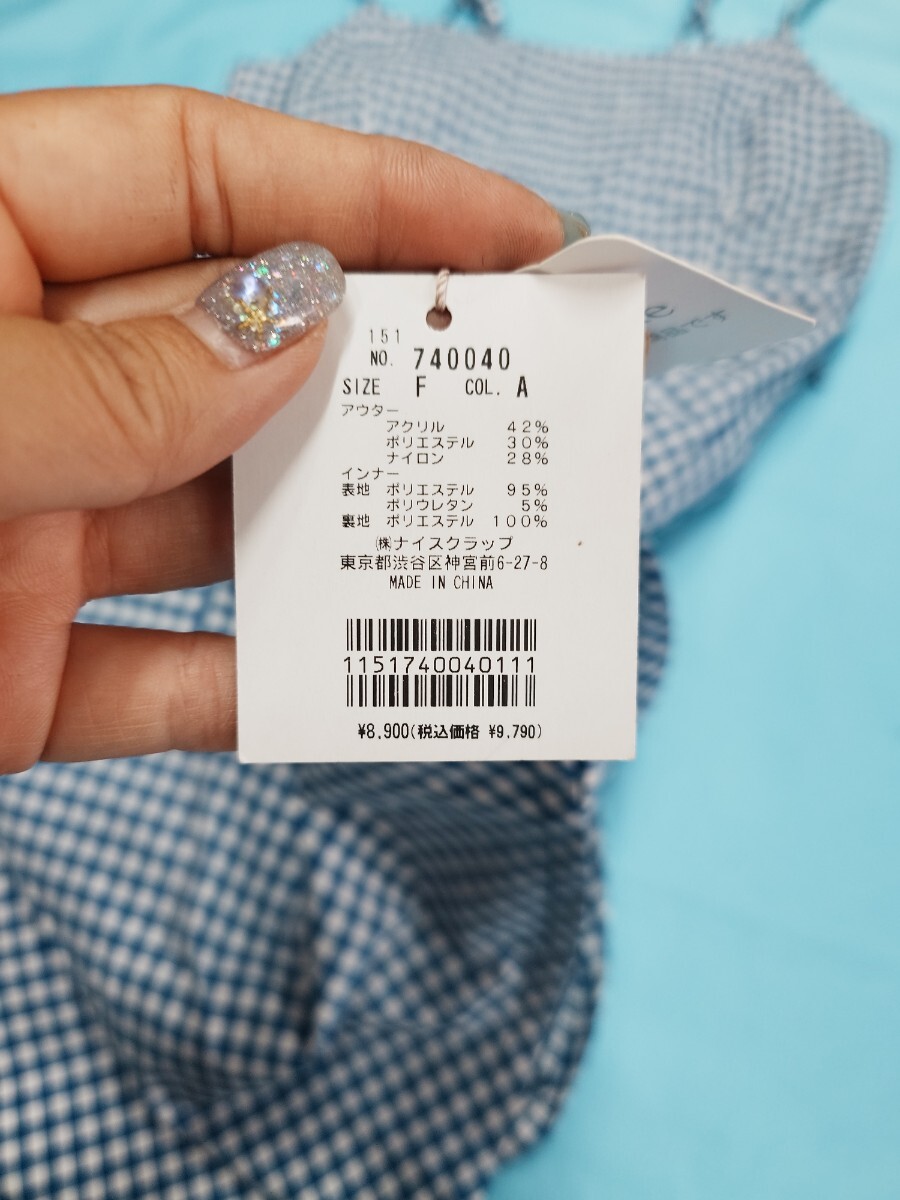 151
NO. 740040
SIZE F COL. A
アウター
アクリル 42%
ポリエステル 30%
ナイロン 28%
インナー
表地 ポリエステル 95%
ポリウレタン 5%
裏地 ポリエステル 100%
㈱ナイスクラップ
東京都渋谷区神宮前6-27-8
MADE IN CHINA
1151740040111
¥8,900(税込価格 ¥9,790)
です